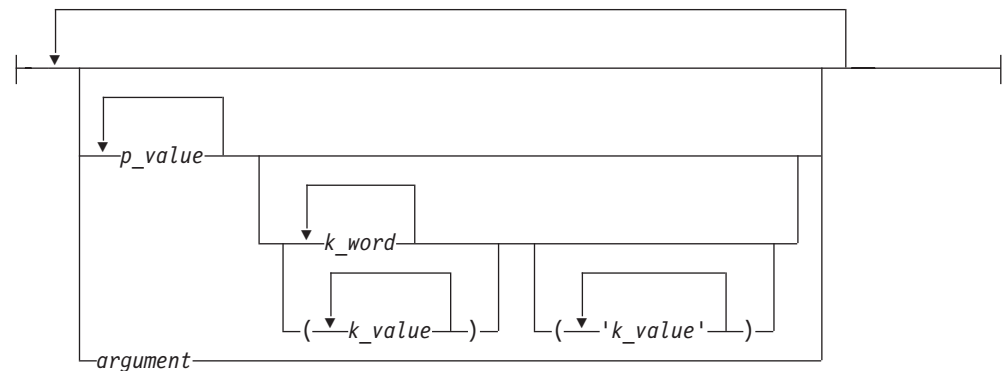 p_value
k_word
( k_value ) ( 'k_value' )
argument